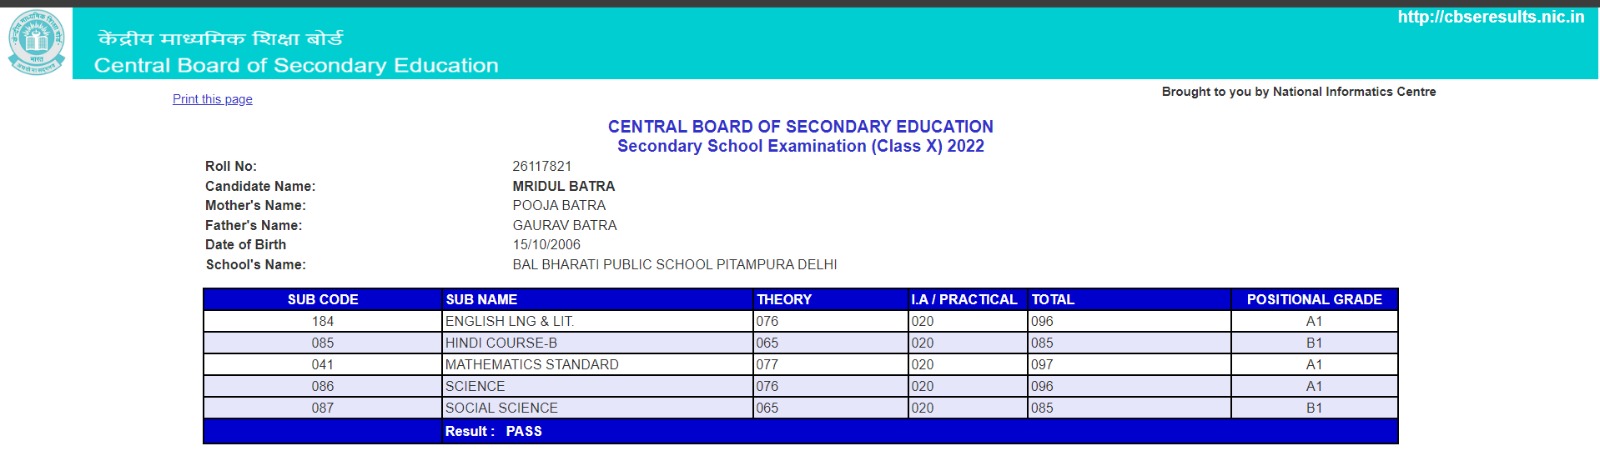 http://cbseresults.nic.in
केंद्रीय माध्यमिक शिक्षा बोर्ड
Central Board of Secondary Education
Print this page
Brought to you by National Informatics Centre
CENTRAL BOARD OF SECONDARY EDUCATION
Secondary School Examination (Class X) 2022
Roll No: 26117821
Candidate Name: MRIDUL BATRA
Mother's Name: POOJA BATRA
Father's Name: GAURAV BATRA
Date of Birth 15/10/2006
School's Name: BAL BHARATI PUBLIC SCHOOL PITAMPURA DELHI
SUB CODE SUB NAME THEORY I.A / PRACTICAL TOTAL POSITIONAL GRADE
184 ENGLISH LNG & LIT. 076 020 096 A1
085 HINDI COURSE-B 065 020 085 B1
041 MATHEMATICS STANDARD 077 020 097 A1
086 SCIENCE 076 020 096 A1
087 SOCIAL SCIENCE 065 020 085 B1
Result : PASS